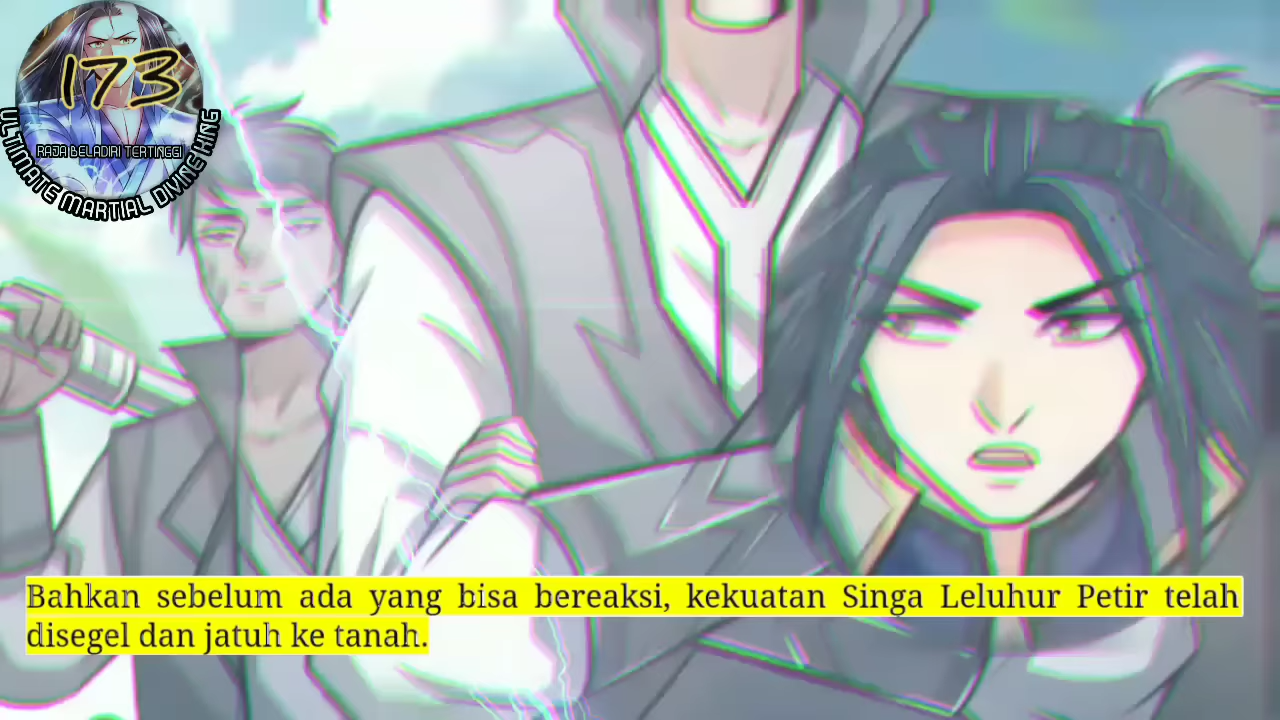 173
RAJA BELADIRI TERTINGGI
ULTIMATE MARTIAL DIVINE KING
Bahkan sebelum ada yang bisa bereaksi, kekuatan Singa Leluhur Petir telah
disegel dan jatuh ke tanah.